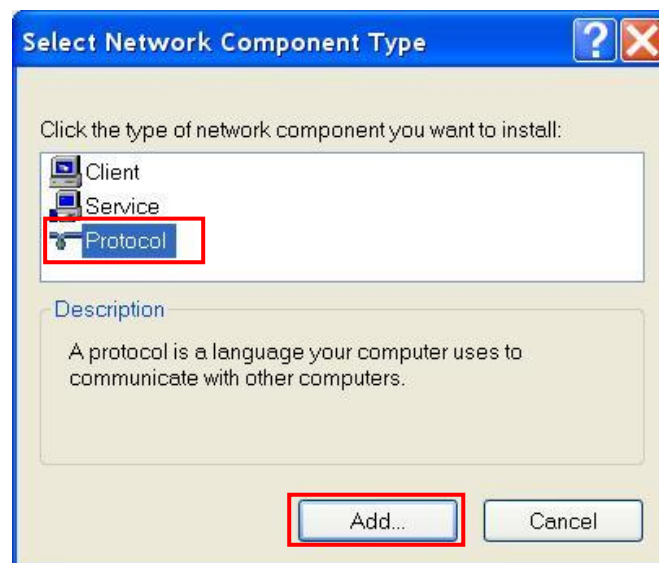 Select Network Component Type
Click the type of network component you want to install:
Client
Service
Protocol
Description
A protocol is a language your computer uses to
communicate with other computers.
Add...
Cancel